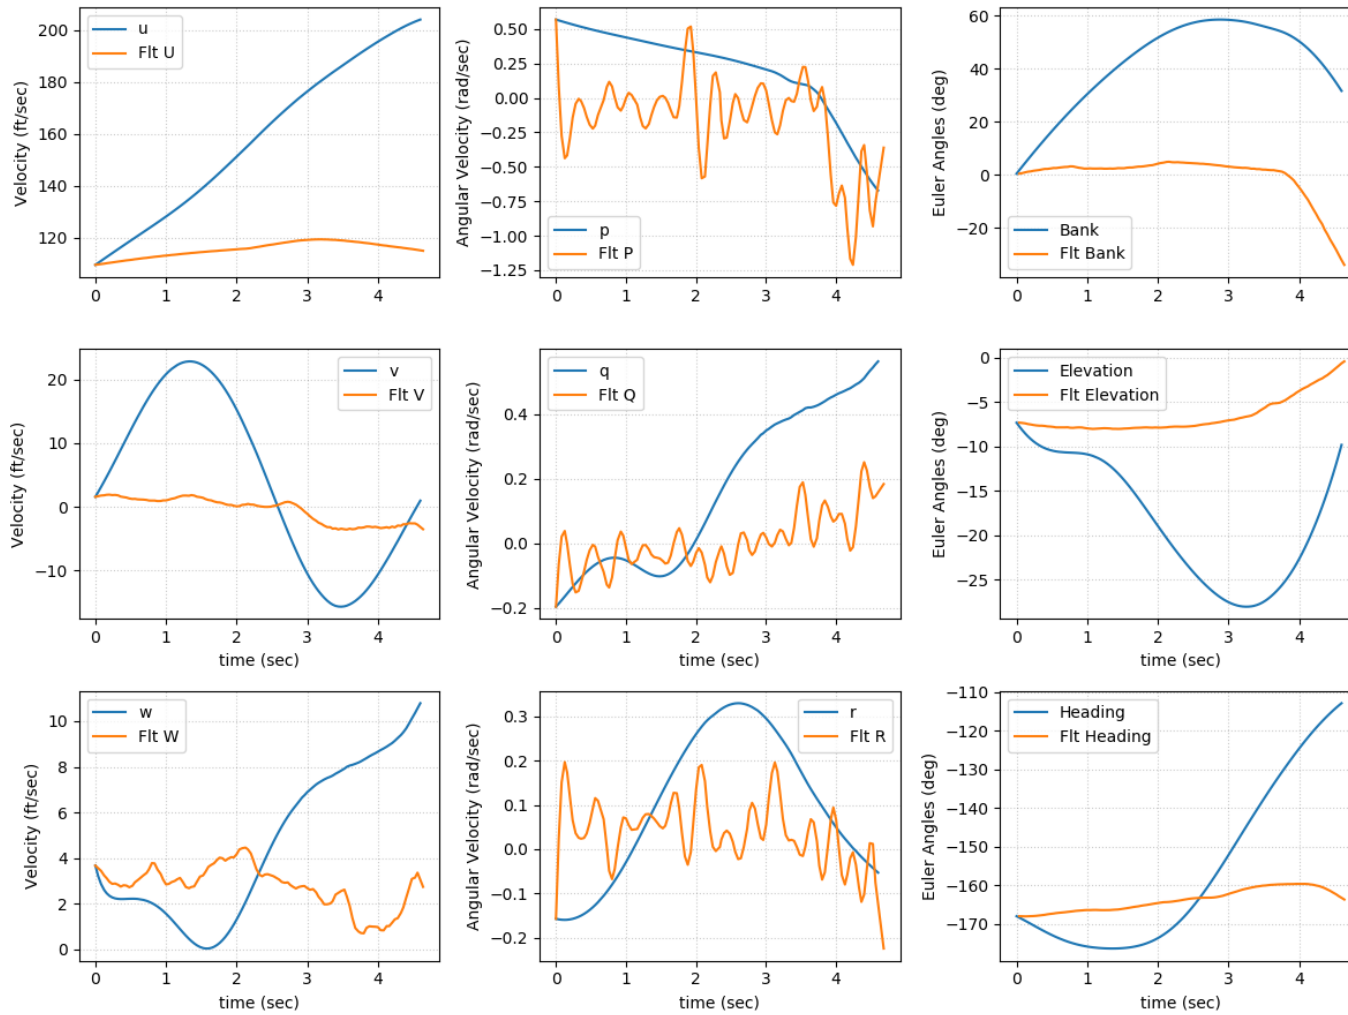 u
Flt U
Velocity (ft/sec)
200
180
160
140
120
0 1 2 3 4
p
Flt P
Angular Velocity (rad/sec)
0.50
0.25
0.00
−0.25
−0.50
−0.75
−1.00
−1.25
0 1 2 3 4
Bank
Flt Bank
Euler Angles (deg)
60
40
20
0
−20
0 1 2 3 4
v
Flt V
Velocity (ft/sec)
20
10
0
−10
0 1 2 3 4
time (sec)
q
Flt Q
Angular Velocity (rad/sec)
0.4
0.2
0.0
−0.2
0 1 2 3 4
time (sec)
Elevation
Flt Elevation
Euler Angles (deg)
0
−5
−10
−15
−20
−25
0 1 2 3 4
time (sec)
w
Flt W
Velocity (ft/sec)
10
8
6
4
2
0
0 1 2 3 4
time (sec)
r
Flt R
Angular Velocity (rad/sec)
0.3
0.2
0.1
0.0
−0.1
−0.2
0 1 2 3 4
time (sec)
Heading
Flt Heading
Euler Angles (deg)
−110
−120
−130
−140
−150
−160
−170
0 1 2 3 4
time (sec)